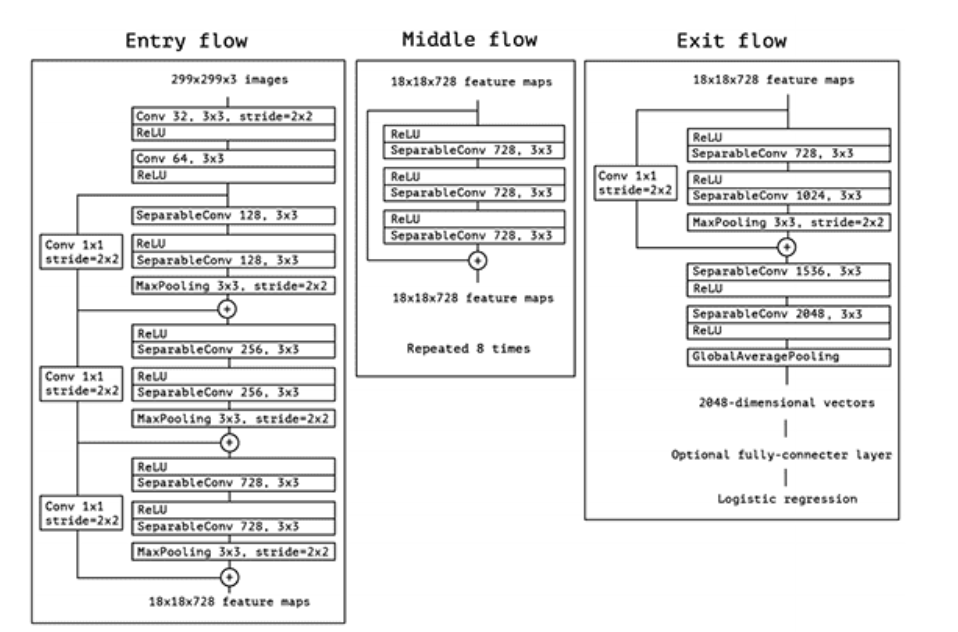 Entry flow
299x299x3 images
Conv 32, 3x3, stride=2x2
ReLU
Conv 64, 3x3
ReLU
SeparableConv 128, 3x3
Conv 1x1
stride=2x2
ReLU
SeparableConv 128, 3x3
MaxPooling 3x3, stride=2x2
+
ReLU
SeparableConv 256, 3x3
Conv 1x1
stride=2x2
ReLU
SeparableConv 256, 3x3
MaxPooling 3x3, stride=2x2
+
ReLU
SeparableConv 728, 3x3
Conv 1x1
stride=2x2
ReLU
SeparableConv 728, 3x3
MaxPooling 3x3, stride=2x2
+
18x18x728 feature maps
Middle flow
18x18x728 feature maps
ReLU
SeparableConv 728, 3x3
ReLU
SeparableConv 728, 3x3
ReLU
SeparableConv 728, 3x3
+
18x18x728 feature maps
Repeated 8 times
Exit flow
18x18x728 feature maps
ReLU
SeparableConv 728, 3x3
Conv 1x1
stride=2x2
ReLU
SeparableConv 1024, 3x3
MaxPooling 3x3, stride=2x2
+
SeparableConv 1536, 3x3
ReLU
SeparableConv 2048, 3x3
ReLU
GlobalAveragePooling
2048-dimensional vectors
Optional fully-connecter layer
Logistic regression